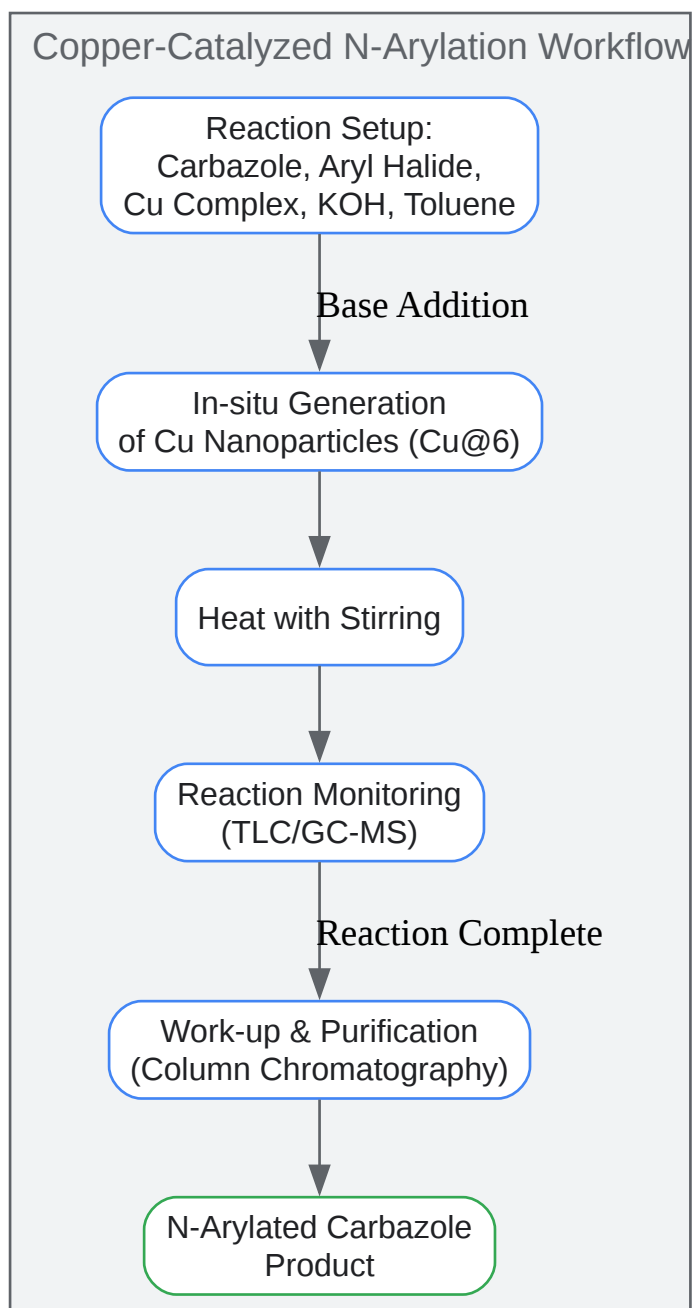 Copper-Catalyzed N-Arylation Workflow
Reaction Setup:
Carbazole, Aryl Halide,
Cu Complex, KOH, Toluene
Base Addition
In-situ Generation
of Cu Nanoparticles (Cu@6)
Heat with Stirring
Reaction Monitoring
(TLC/GC-MS)
Reaction Complete
Work-up & Purification
(Column Chromatography)
N-Arylated Carbazole
Product